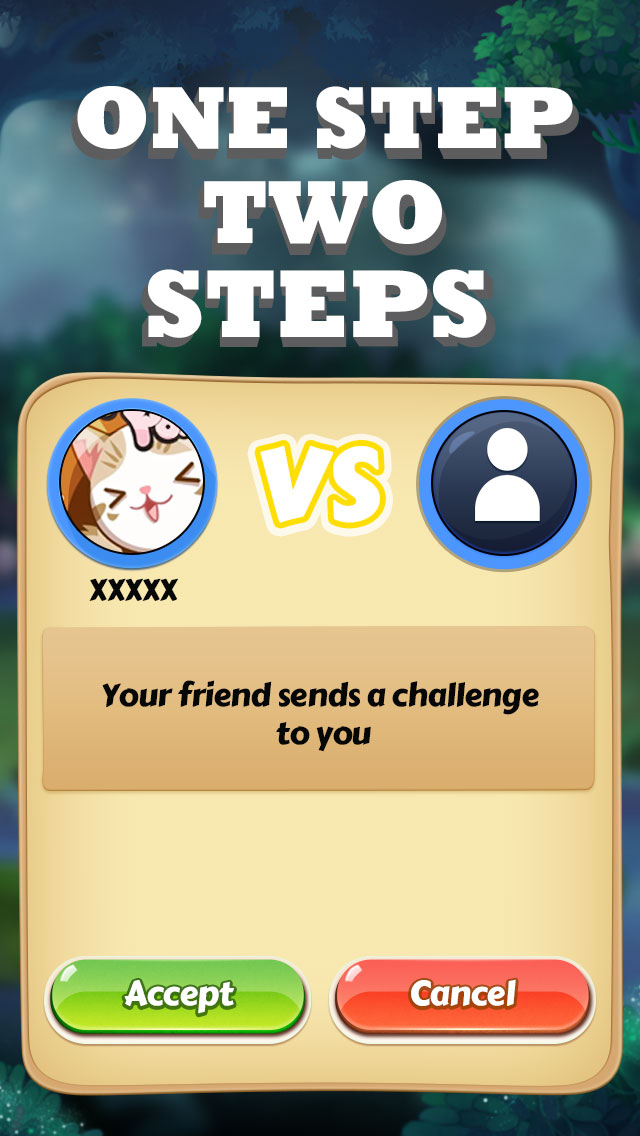 ONE STEP
TWO
STEPS
VS
XXXXX
Your friend sends a challenge
to you
Accept
Cancel